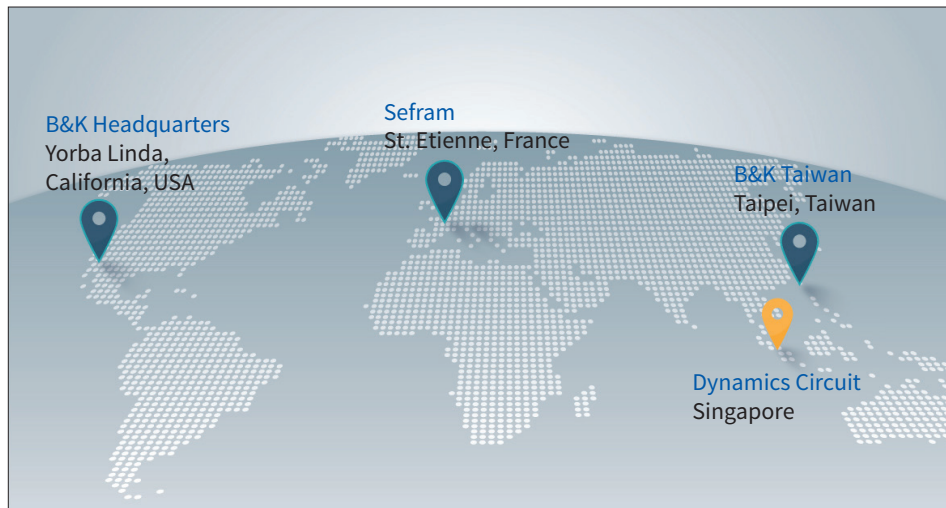 B&K Headquarters
Yorba Linda,
California, USA
Sefram
St. Etienne, France
B&K Taiwan
Taipei, Taiwan
Dynamics Circuit
Singapore